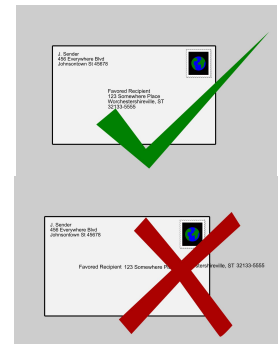 J. Sender
456 Everywhere Blvd
Johnsontown St 45678
Favored Recipient
123 Somewhere Place
Worchestershireville, ST
32133-5555
J. Sender
456 Everywhere Blvd
Johnsontown St 45678
Favored Recipient 123 Somewhere ST 32133-5555